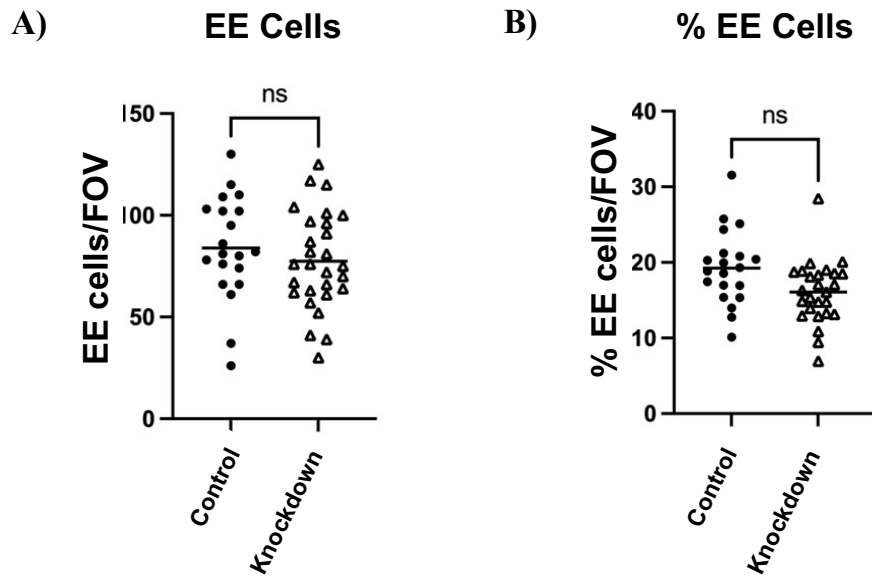 A)
EE Cells
ns
EE cells/FOV
150
100
50
0
Control
Knockdown
B)
% EE Cells
ns
% EE cells/FOV
40
30
20
10
0
Control
Knockdown